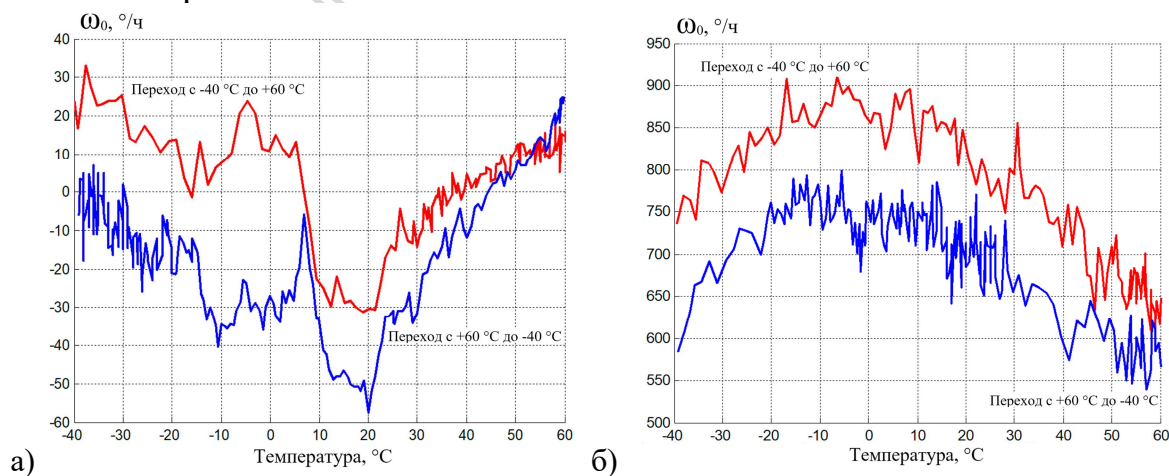 ω₀, °/ч
40
30
20
10
0
-10
-20
-30
-40
-50
-60
-40 -30 -20 -10 0 10 20 30 40 50 60
Переход с -40 °C до +60 °C
Переход с +60 °C до -40 °C
Температура, °C
а)
ω₀, °/ч
950
900
850
800
750
700
650
600
550
500
-40 -30 -20 -10 0 10 20 30 40 50 60
Переход с -40 °C до +60 °C
Переход с +60 °C до -40 °C
Температура, °C
б)